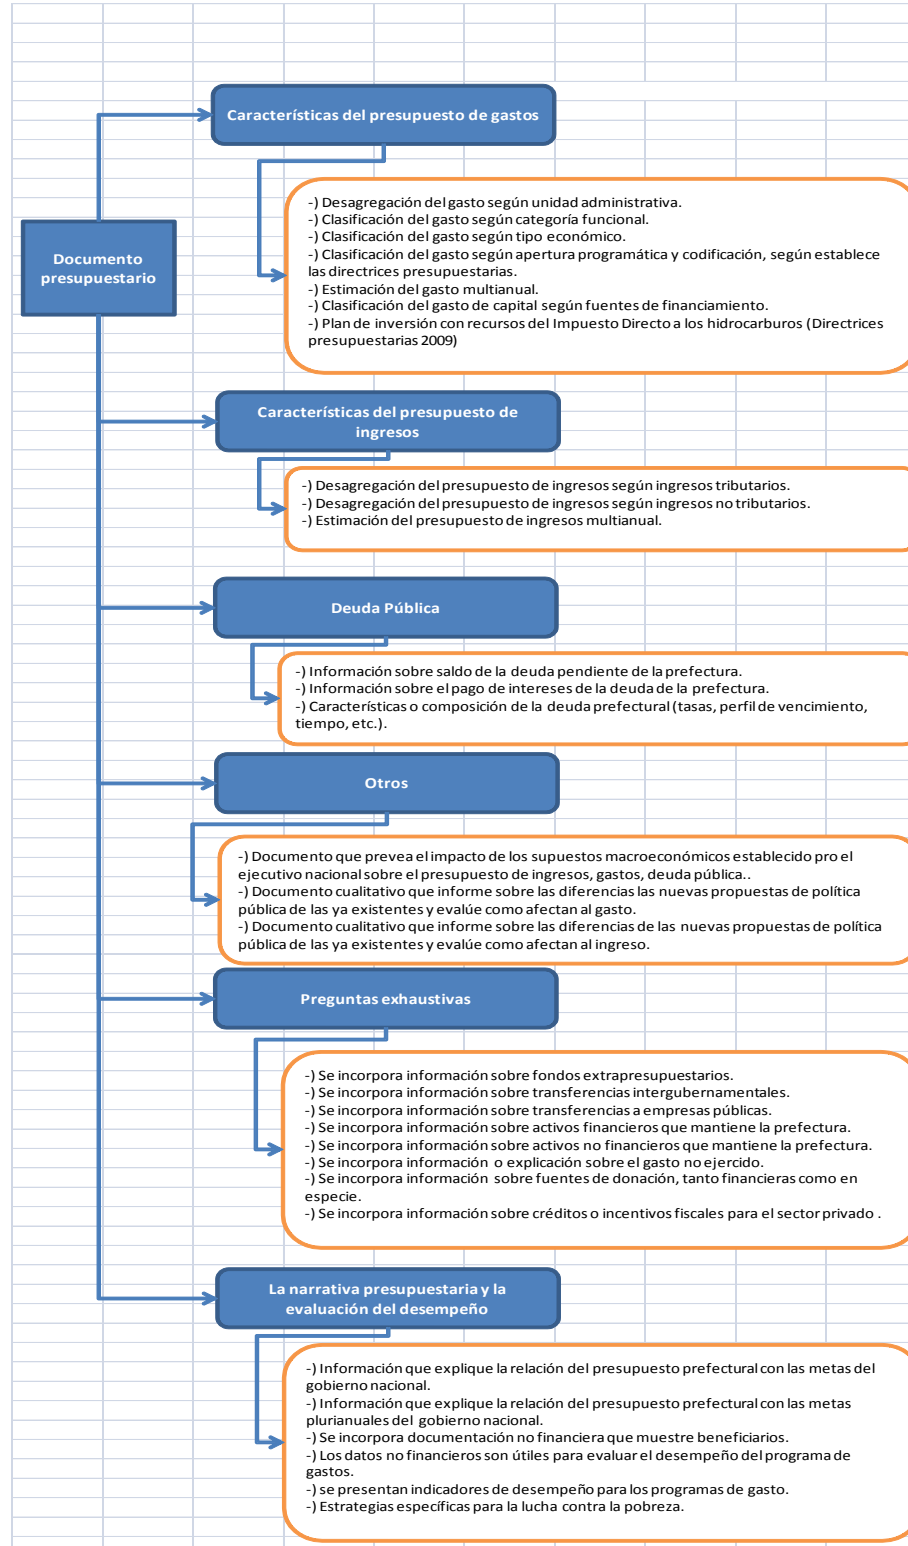 Características del presupuesto de gastos
-) Desagregación del gasto según unidad administrativa.
-) Clasificación del gasto según categoría funcional.
-) Clasificación del gasto según tipo económico.
-) Clasificación del gasto según apertura programática y codificación, según establece
las directrices presupuestarias.
-) Estimación del gasto multianual.
-) Clasificación del gasto de capital según fuentes de financiamiento.
-) Plan de inversión con recursos del Impuesto Directo a los hidrocarburos (Directrices
presupuestarias 2009)
Documento
presupuestario
Características del presupuesto de
ingresos
-) Desagregación del presupuesto de ingresos según ingresos tributarios.
-) Desagregación del presupuesto de ingresos según ingresos no tributarios.
-) Estimación del presupuesto de ingresos multianual.
Deuda Pública
-) Información sobre saldo de la deuda pendiente de la prefectura.
-) Información sobre el pago de intereses de la deuda de la prefectura.
-) Características o composición de la deuda prefectural (tasas, perfil de vencimiento,
tiempo, etc.).
Otros
-) Documento que prevea el impacto de los supuestos macroeconómicos establecido pro el
ejecutivo nacional sobre el presupuesto de ingresos, gastos, deuda pública..
-) Documento cualitativo que informe sobre las diferencias las nuevas propuestas de política
pública de las ya existentes y evalúe como afectan al gasto.
-) Documento cualitativo que informe sobre las diferencias de las nuevas propuestas de política
pública de las ya existentes y evalúe como afectan al ingreso.
Preguntas exhaustivas
-) Se incorpora información sobre fondos extrapresupuestarios.
-) Se incorpora información sobre transferencias intergubernamentales.
-) Se incorpora información sobre transferencias a empresas públicas.
-) Se incorpora información sobre activos financieros que mantiene la prefectura.
-) Se incorpora información sobre activos no financieros que mantiene la prefectura.
-) Se incorpora información o explicación sobre el gasto no ejercido.
-) Se incorpora información sobre fuentes de donación, tanto financieras como en
especie.
-) Se incorpora información sobre créditos o incentivos fiscales para el sector privado .
La narrativa presupuestaria y la
evaluación del desempeño
-) Información que explique la relación del presupuesto prefectural con las metas del
gobierno nacional.
-) Información que explique la relación del presupuesto prefectural con las metas
plurianuales del gobierno nacional.
-) Se incorpora documentación no financiera que muestre beneficiarios.
-) Los datos no financieros son útiles para evaluar el desempeño del programa de
gastos.
-) se presentan indicadores de desempeño para los programas de gasto.
-) Estrategias específicas para la lucha contra la pobreza.